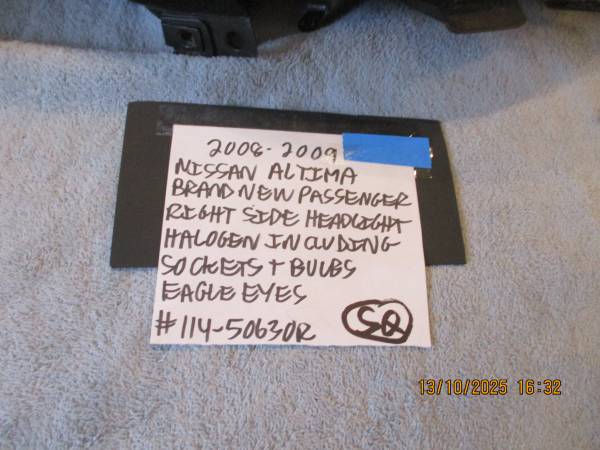 2008-2009
NISSAN ALTIMA
BRAND NEW PASSENGER
RIGHT SIDE HEADLIGHT
HALOGEN INCLUDING
SOCKETS + BULBS
EAGLE EYES
#114-50630R SQ
13/10/2025 16:32